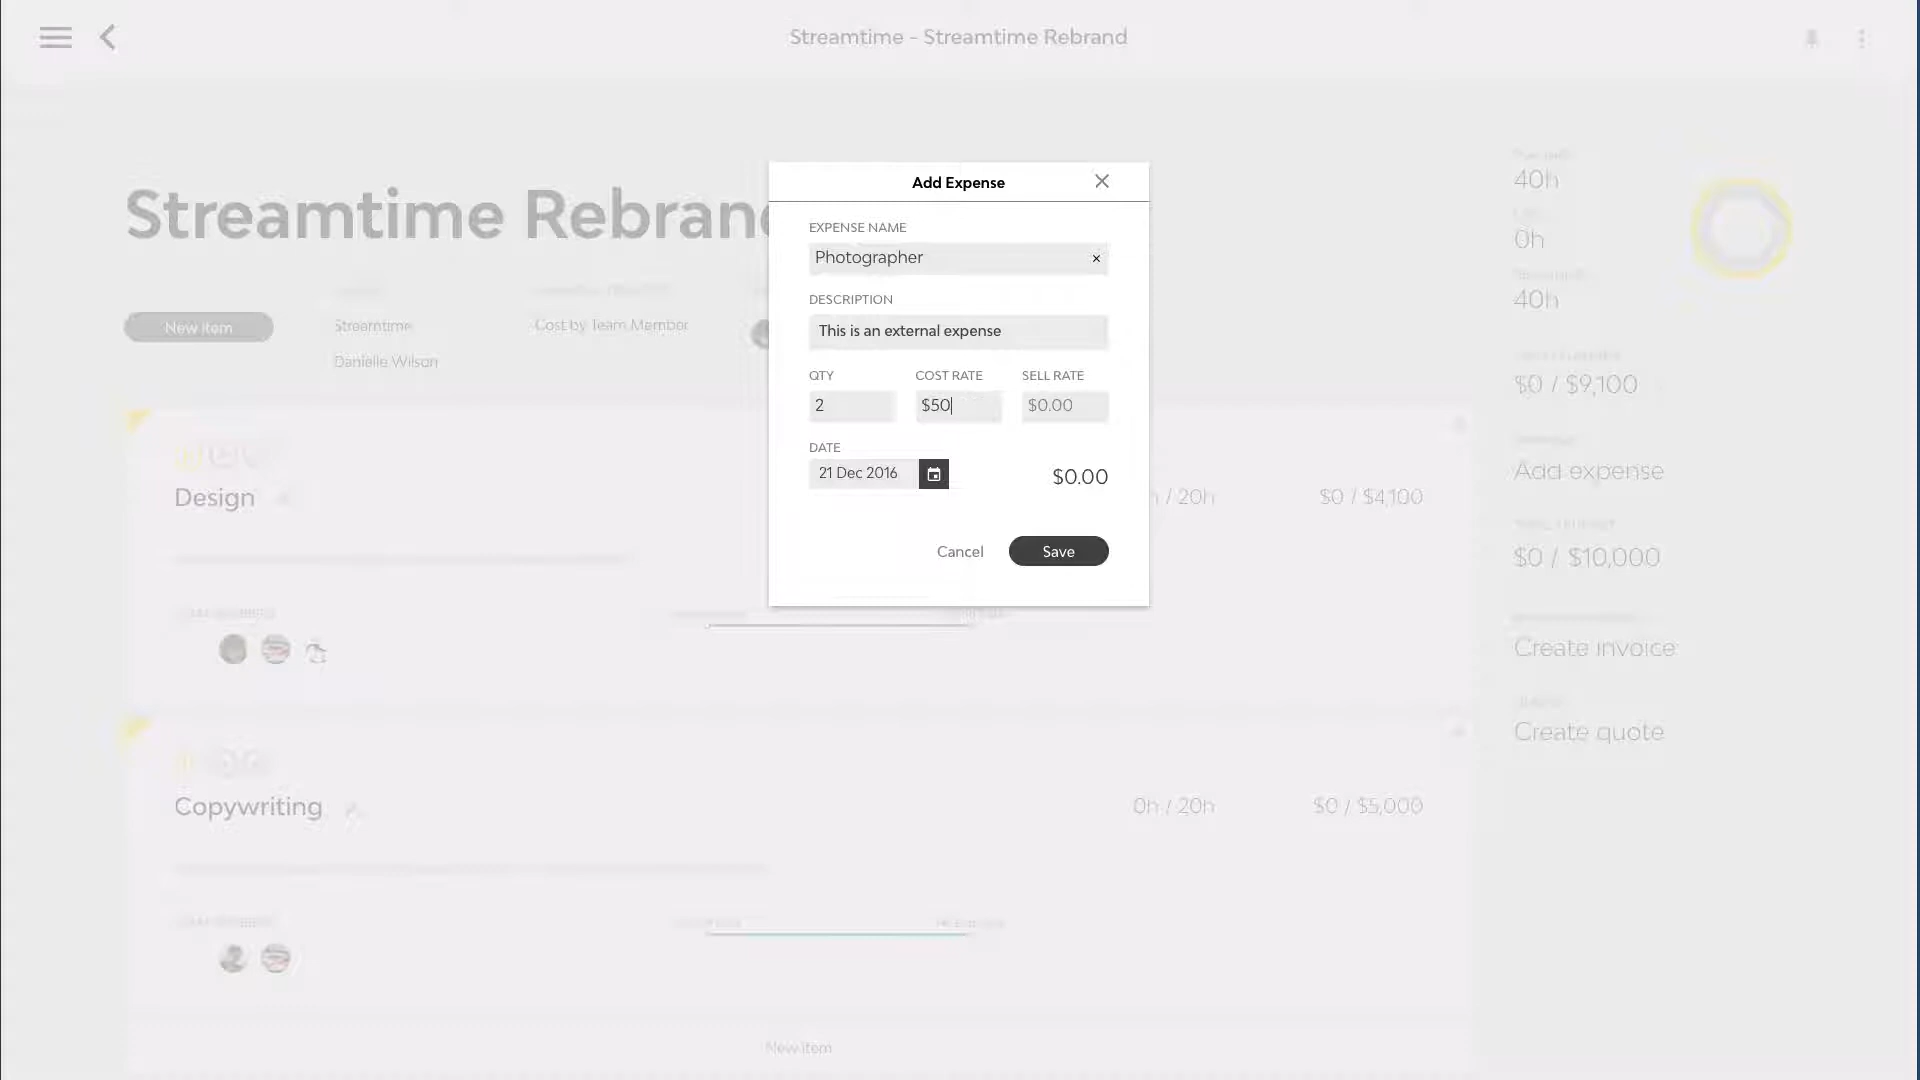 Streamtime - Streamtime Rebrand
Streamtime Rebrand
New item
Streamtime
Danielle Wilson
Cost by Team Member
Add Expense
EXPENSE NAME
Photographer
DESCRIPTION
This is an external expense
QTY COST RATE SELL RATE
2 $50 $0.00
DATE
21 Dec 2016 $0.00
Cancel Save
Design
/ 20h $0 / $4,100
Copywriting
0h / 20h $0 / $5,000
New item
40h
0h
40h
$0 / $9,100
Add expense
$0 / $10,000
Create invoice
Create quote